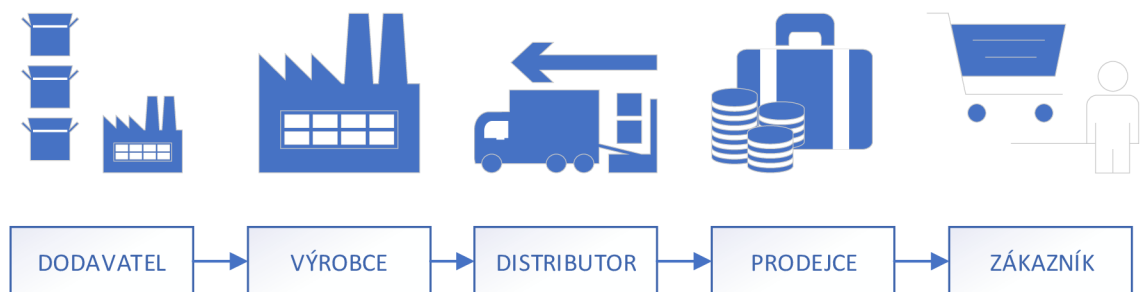 DODAVATEL
VÝROBCE
DISTRIBUTOR
PRODEJCE
ZÁKAZNÍK